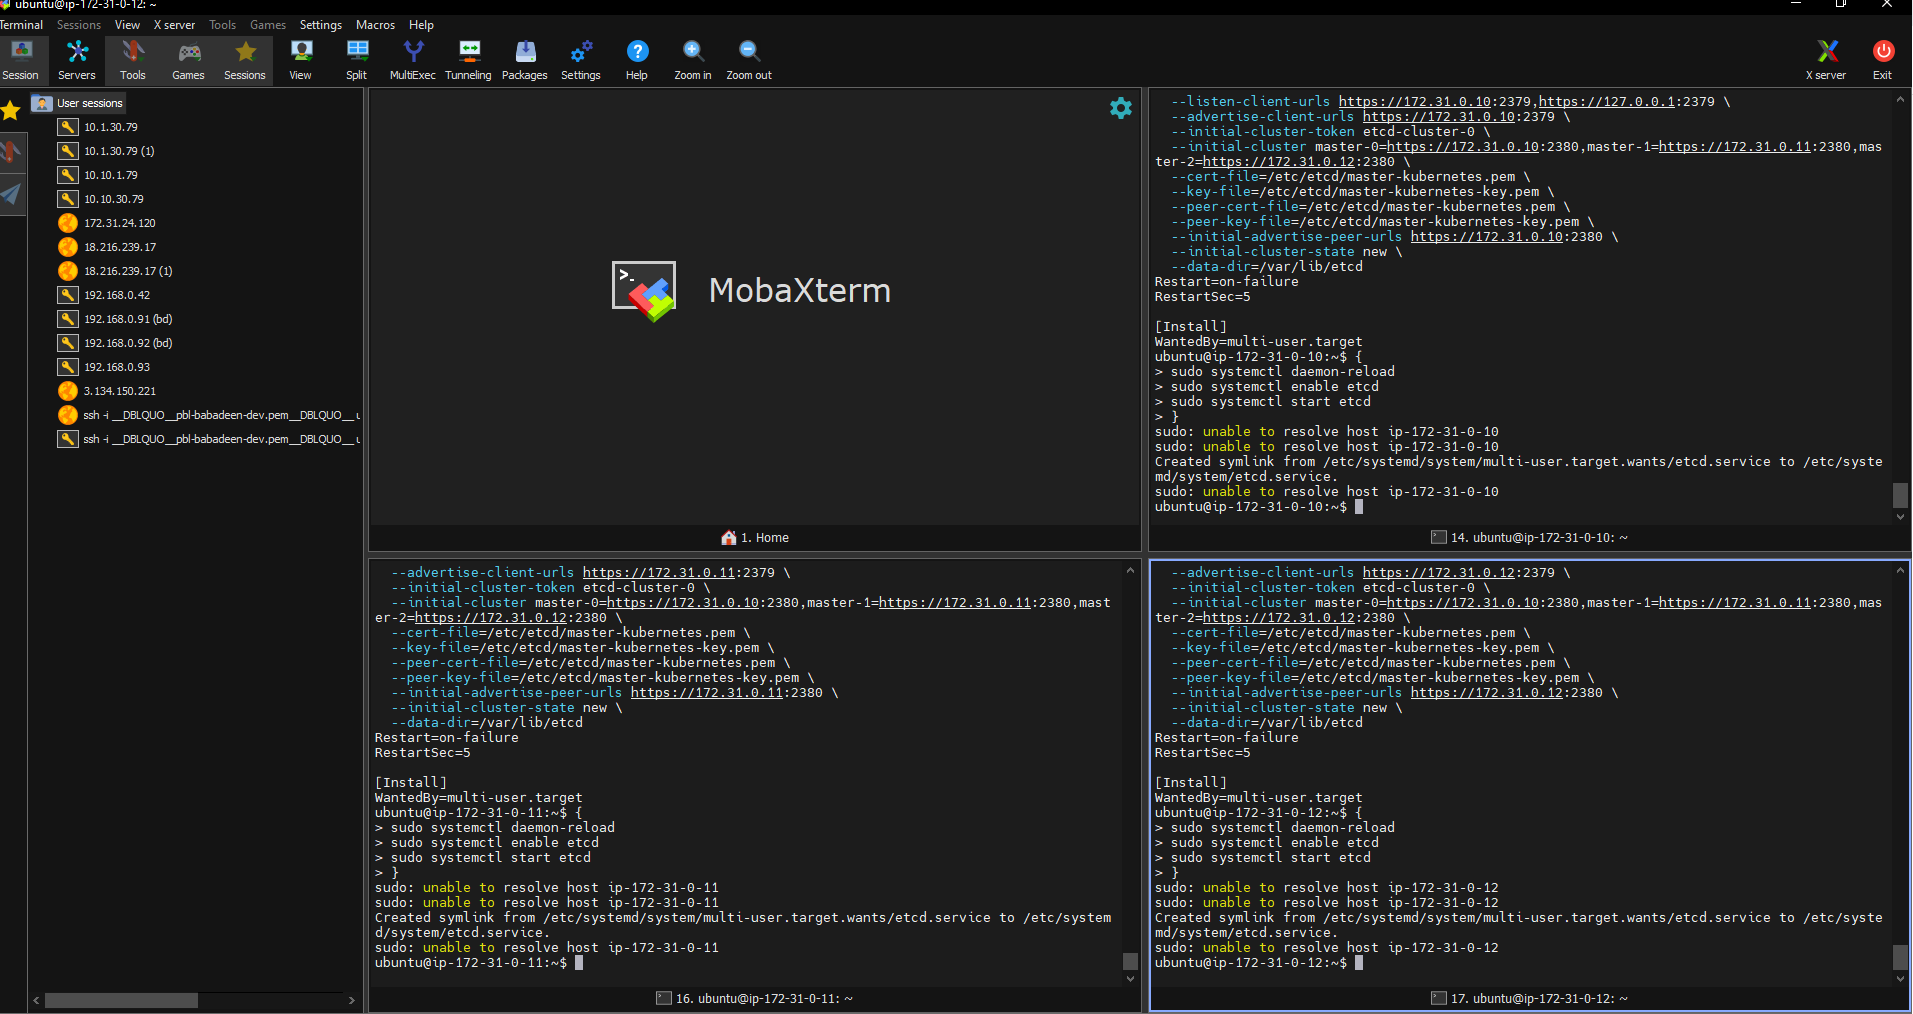 ubuntu@ip-172-31-0-12: ~
Terminal Sessions View X server Tools Games Settings Macros Help
Session Servers Tools Games Sessions View Split MultiExec Tunneling Packages Settings Help Zoom in Zoom out X server Exit
User sessions
10.1.30.79
10.1.30.79 (1)
10.10.1.79
10.10.30.79
172.31.24.120
18.216.239.17
18.216.239.17 (1)
192.168.0.42
192.168.0.91 (bd)
192.168.0.92 (bd)
192.168.0.93
3.134.150.221
ssh -i __DBLQUO__pbl-babadeen-dev.pem__DBLQUO__ u
ssh -i __DBLQUO__pbl-babadeen-dev.pem__DBLQUO__ u
MobaXterm
1. Home
--listen-client-urls https://172.31.0.10:2379,https://127.0.0.1:2379 \
--advertise-client-urls https://172.31.0.10:2379 \
--initial-cluster-token etcd-cluster-0 \
--initial-cluster master-0=https://172.31.0.10:2380,master-1=https://172.31.0.11:2380,mas
ter-2=https://172.31.0.12:2380 \
--cert-file=/etc/etcd/master-kubernetes.pem \
--key-file=/etc/etcd/master-kubernetes-key.pem \
--peer-cert-file=/etc/etcd/master-kubernetes.pem \
--peer-key-file=/etc/etcd/master-kubernetes-key.pem \
--initial-advertise-peer-urls https://172.31.0.10:2380 \
--initial-cluster-state new \
--data-dir=/var/lib/etcd
Restart=on-failure
RestartSec=5
[Install]
WantedBy=multi-user.target
ubuntu@ip-172-31-0-10:~$ {
> sudo systemctl daemon-reload
> sudo systemctl enable etcd
> sudo systemctl start etcd
> }
sudo: unable to resolve host ip-172-31-0-10
sudo: unable to resolve host ip-172-31-0-10
Created symlink from /etc/systemd/system/multi-user.target.wants/etcd.service to /etc/syste
md/system/etcd.service.
sudo: unable to resolve host ip-172-31-0-10
ubuntu@ip-172-31-0-10:~$
14. ubuntu@ip-172-31-0-10: ~
--advertise-client-urls https://172.31.0.11:2379 \
--initial-cluster-token etcd-cluster-0 \
--initial-cluster master-0=https://172.31.0.10:2380,master-1=https://172.31.0.11:2380,mast
er-2=https://172.31.0.12:2380 \
--cert-file=/etc/etcd/master-kubernetes.pem \
--key-file=/etc/etcd/master-kubernetes-key.pem \
--peer-cert-file=/etc/etcd/master-kubernetes.pem \
--peer-key-file=/etc/etcd/master-kubernetes-key.pem \
--initial-advertise-peer-urls https://172.31.0.11:2380 \
--initial-cluster-state new \
--data-dir=/var/lib/etcd
Restart=on-failure
RestartSec=5
[Install]
WantedBy=multi-user.target
ubuntu@ip-172-31-0-11:~$ {
> sudo systemctl daemon-reload
> sudo systemctl enable etcd
> sudo systemctl start etcd
> }
sudo: unable to resolve host ip-172-31-0-11
sudo: unable to resolve host ip-172-31-0-11
Created symlink from /etc/systemd/system/multi-user.target.wants/etcd.service to /etc/system
d/system/etcd.service.
sudo: unable to resolve host ip-172-31-0-11
ubuntu@ip-172-31-0-11:~$
16. ubuntu@ip-172-31-0-11: ~
--advertise-client-urls https://172.31.0.12:2379 \
--initial-cluster-token etcd-cluster-0 \
--initial-cluster master-0=https://172.31.0.10:2380,master-1=https://172.31.0.11:2380,mas
ter-2=https://172.31.0.12:2380 \
--cert-file=/etc/etcd/master-kubernetes.pem \
--key-file=/etc/etcd/master-kubernetes-key.pem \
--peer-cert-file=/etc/etcd/master-kubernetes.pem \
--peer-key-file=/etc/etcd/master-kubernetes-key.pem \
--initial-advertise-peer-urls https://172.31.0.12:2380 \
--initial-cluster-state new \
--data-dir=/var/lib/etcd
Restart=on-failure
RestartSec=5
[Install]
WantedBy=multi-user.target
ubuntu@ip-172-31-0-12:~$ {
> sudo systemctl daemon-reload
> sudo systemctl enable etcd
> sudo systemctl start etcd
> }
sudo: unable to resolve host ip-172-31-0-12
sudo: unable to resolve host ip-172-31-0-12
Created symlink from /etc/systemd/system/multi-user.target.wants/etcd.service to /etc/syste
md/system/etcd.service.
sudo: unable to resolve host ip-172-31-0-12
ubuntu@ip-172-31-0-12:~$
17. ubuntu@ip-172-31-0-12: ~